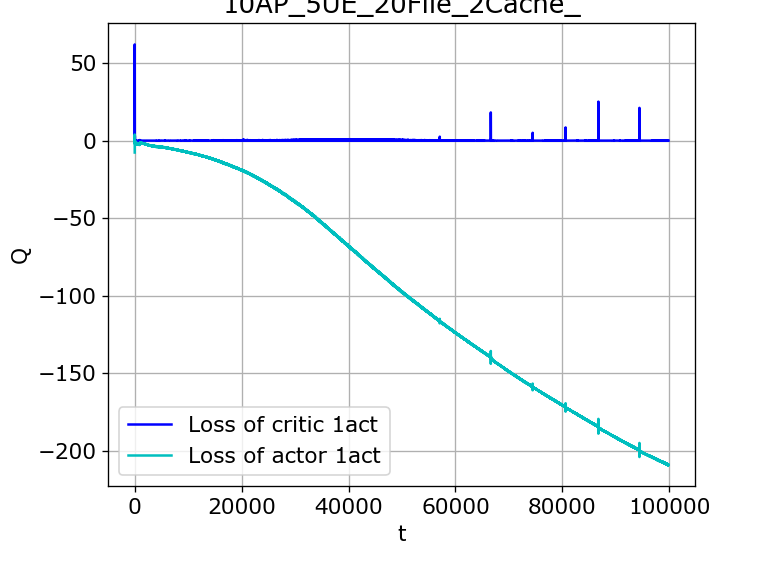 10AP_5UE_20File_2Cache_
50
0
−50
−100
−150
−200
Q
Loss of critic 1act
Loss of actor 1act
0 20000 40000 60000 80000 100000
t